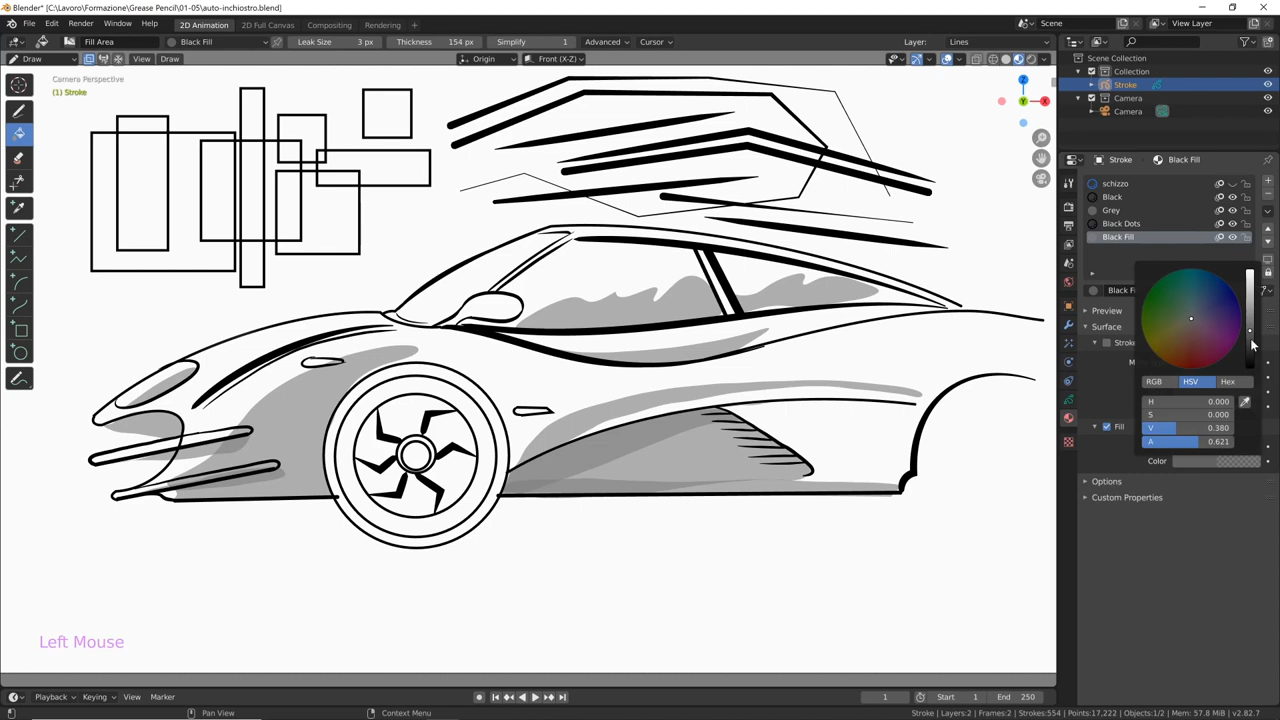 Blender* [C:\Lavoro\Formazione\Grease Pencil\01-05\auto-inchiostro.blend]
File Edit Render Window Help 2D Animation 2D Full Canvas Compositing Rendering Scene View Layer
Fill Area Black Fill Leak Size 3 px Thickness 154 px Simplify 1 Advanced Cursor Layer: Lines
Draw View Draw Origin Front (X-Z)
Scene Collection
Collection
Stroke
Camera
Camera
Camera Perspective
(1) Stroke
Stroke Black Fill
schizzo
Black
Grey
Black Dots
Black Fill
Black Fi
Preview
Surface
Strok
M
RGB HSV Hex
H 0.000
S 0.000
V 0.380
A 0.621
Fill
Color
Options
Custom Properties
Left Mouse
Playback Keying View Marker 1 Start 1 End 250
Select Pan View Context Menu Stroke | Layers:2 | Frames:2 | Strokes:554 | Points:17,222 | Objects:1/2 | Mem: 57.8 MiB | v2.82.7